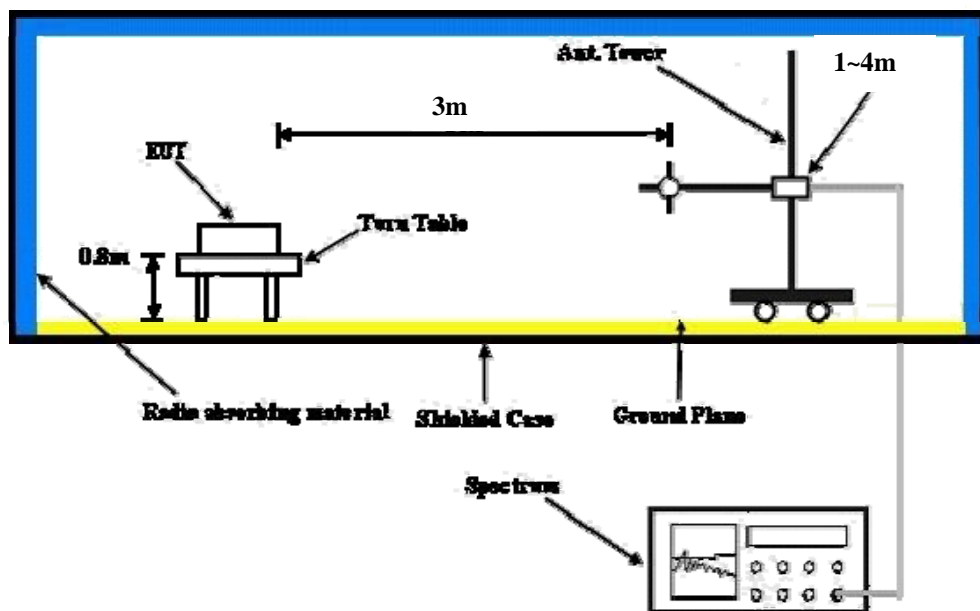 Ant. Tower
1~4m
3m
EUT
Turn Table
0.8m
Radio absorbing material
Shielded Case
Ground Plane
Spectrum